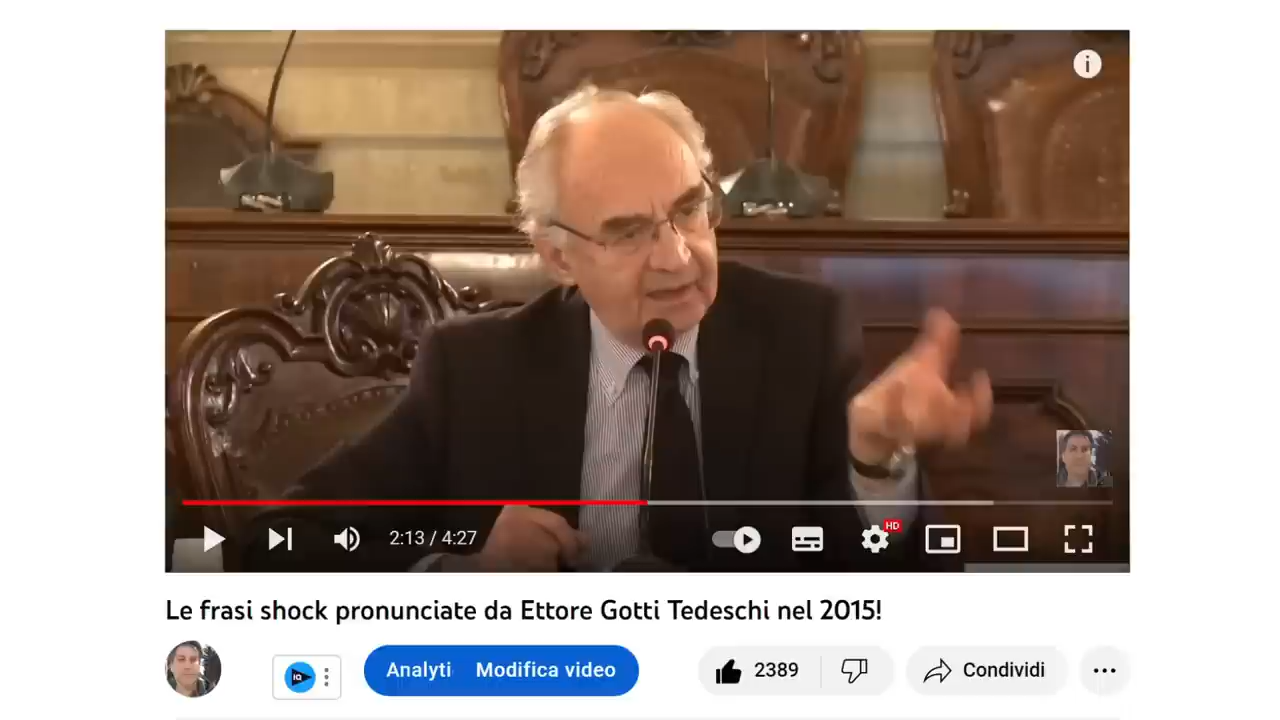 i
2:13 / 4:27
HD
Le frasi shock pronunciate da Ettore Gotti Tedeschi nel 2015!
IQ
Analyti Modifica video
2389
Condividi